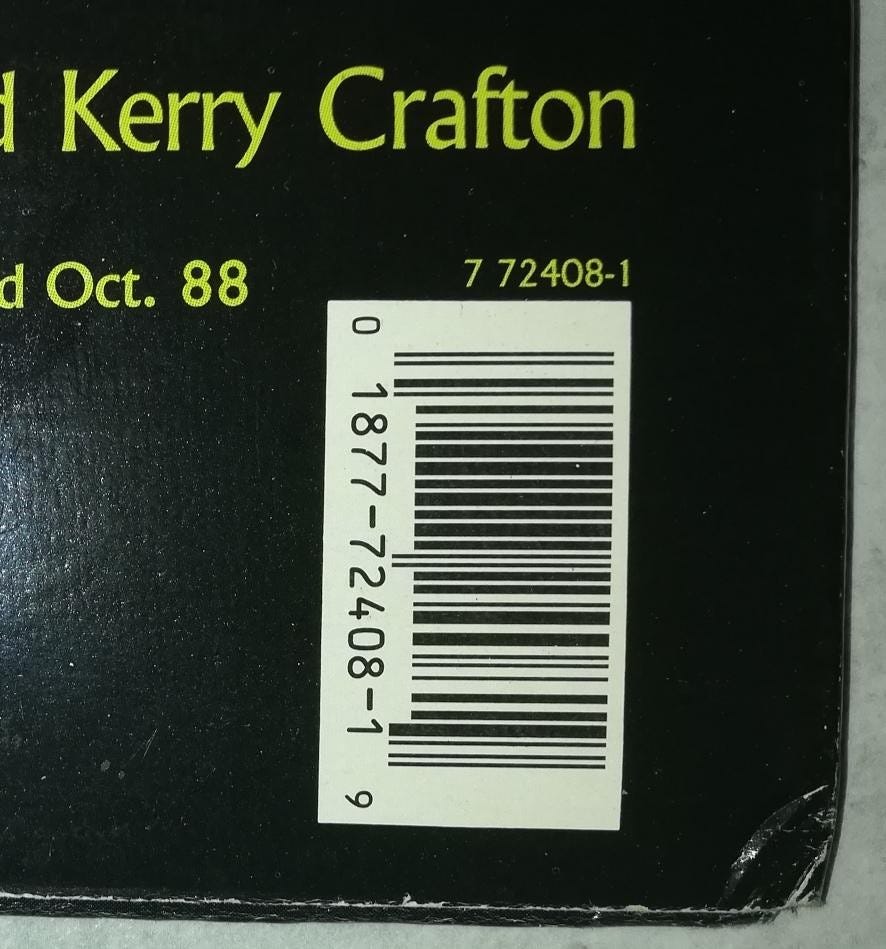 d Kerry Crafton
d Oct. 88
7 72408-1
0 1877-72408-1 9